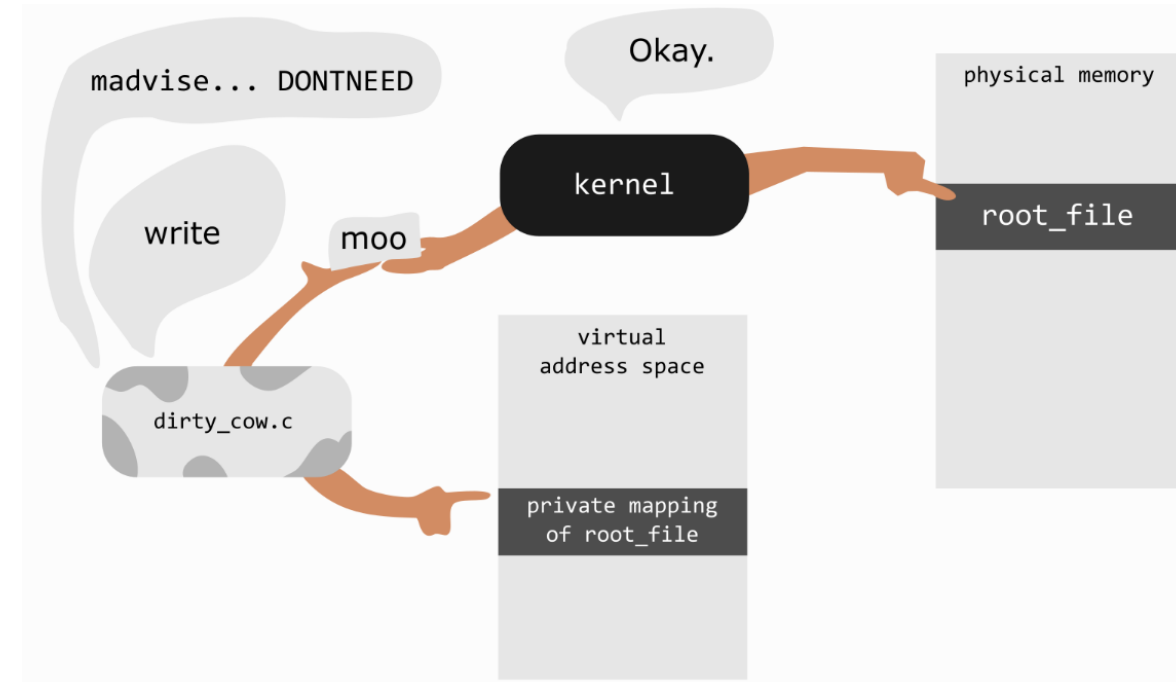 madvise... DONTNEED
Okay.
physical memory
kernel
root_file
write
moo
dirty_cow.c
virtual
address space
private mapping
of root_file